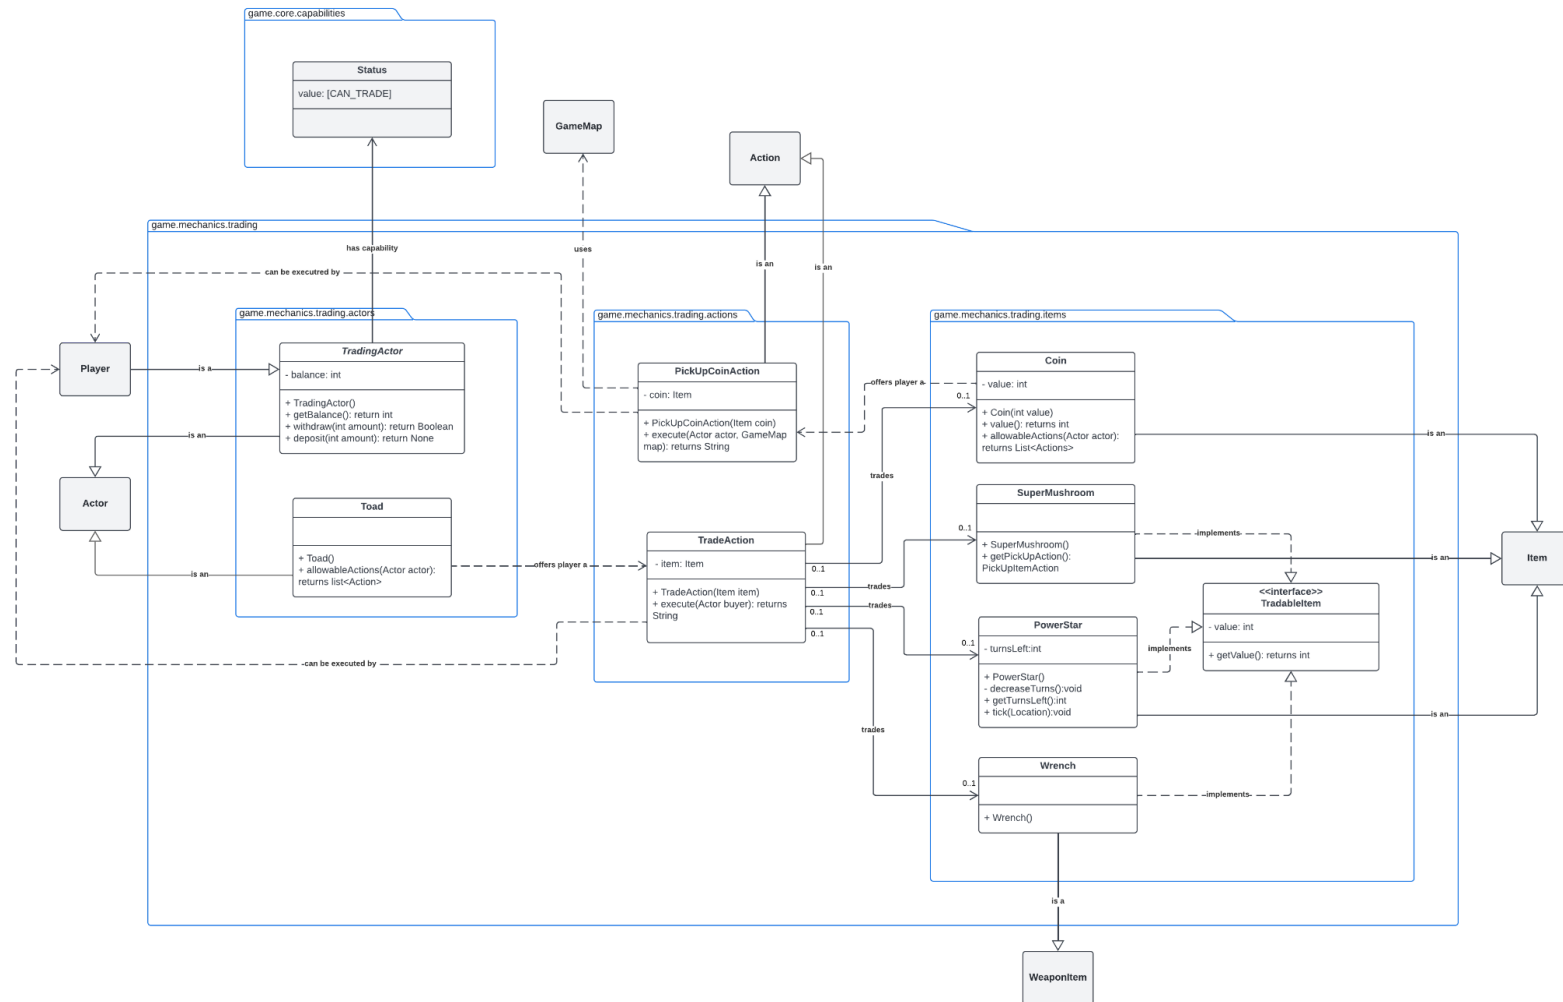 game.core.capabilities
Status
value: [CAN_TRADE]
GameMap
Action
game.mechanics.trading
has capability
uses
is an
is an
can be executred by
game.mechanics.trading.actors
game.mechanics.trading.actions
game.mechanics.trading.items
Player
is a
TradingActor
- balance: int
+ TradingActor()
+ getBalance(): return int
+ withdraw(int amount): return Boolean
+ deposit(int amount): return None
is an
Actor
is an
Toad
+ Toad()
+ allowableActions(Actor actor):
returns list<Action>
offers player a
can be executed by
PickUpCoinAction
- coin: Item
+ PickUpCoinAction(Item coin)
+ execute(Actor actor, GameMap
map): returns String
offers player a
TradeAction
- item: Item
+ TradeAction(Item item)
+ execute(Actor buyer): returns
String
0..1
0..1
0..1
0..1
trades
trades
trades
trades
0..1
0..1
0..1
0..1
Coin
- value: int
+ Coin(int value)
+ value(): returns int
+ allowableActions(Actor actor):
returns List<Actions>
is an
SuperMushroom
+ SuperMushroom()
+ getPickUpAction():
PickUpItemAction
implements
is an
Item
<<interface>>
TradableItem
- value: int
+ getValue(): returns int
PowerStar
- turnsLeft:int
+ PowerStar()
- decreaseTurns():void
+ getTurnsLeft():int
+ tick(Location):void
implements
is an
Wrench
+ Wrench()
implements
is a
WeaponItem